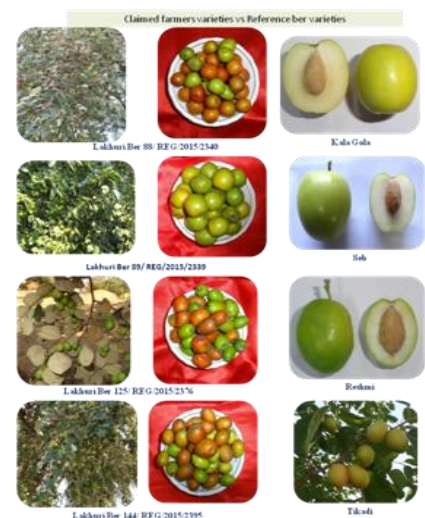 Claimed farmers varieties vs Reference ber varieties
Lakhuri Ber 88/ REG/2015/2340
Kala Gola
Lakhuri Ber 89/ REG/2015/2339
Seb
Lakhuri Ber 125/ REG/2015/2376
Reshmi
Lakhuri Ber 144/ REG/2015/2395
Tikadi